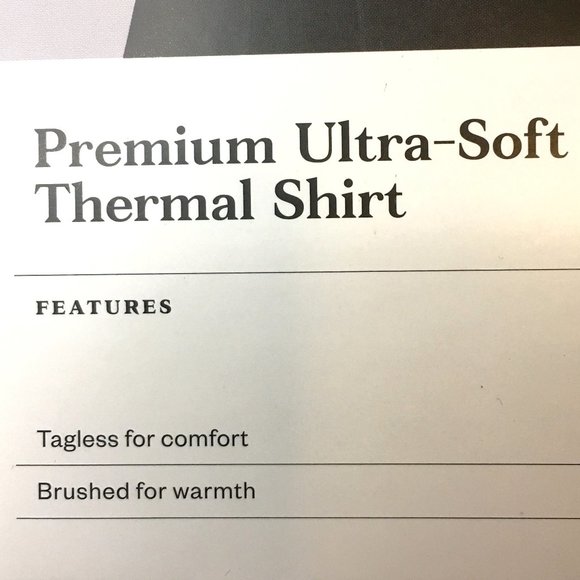 Premium Ultra-Soft
Thermal Shirt
FEATURES
Tagless for comfort
Brushed for warmth